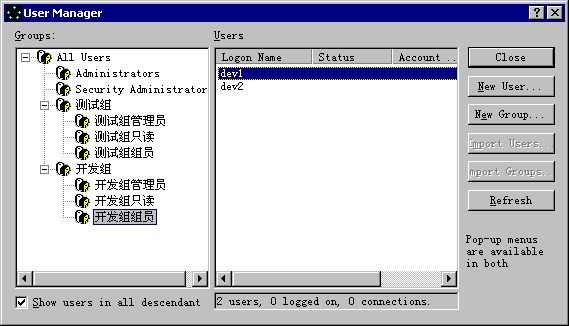 User Manager
Groups:
All Users
Administrators
Security Administrator
测试组
测试组管理员
测试组只读
测试组组员
开发组
开发组管理员
开发组只读
开发组组员
Show users in all descendant
Users
Logon Name Status Account ..
dev1
dev2
2 users, 0 logged on, 0 connections.
Close
New User...
New Group...
Import Users..
mport Groups.
Refresh
Pop-up menus
are available
in both